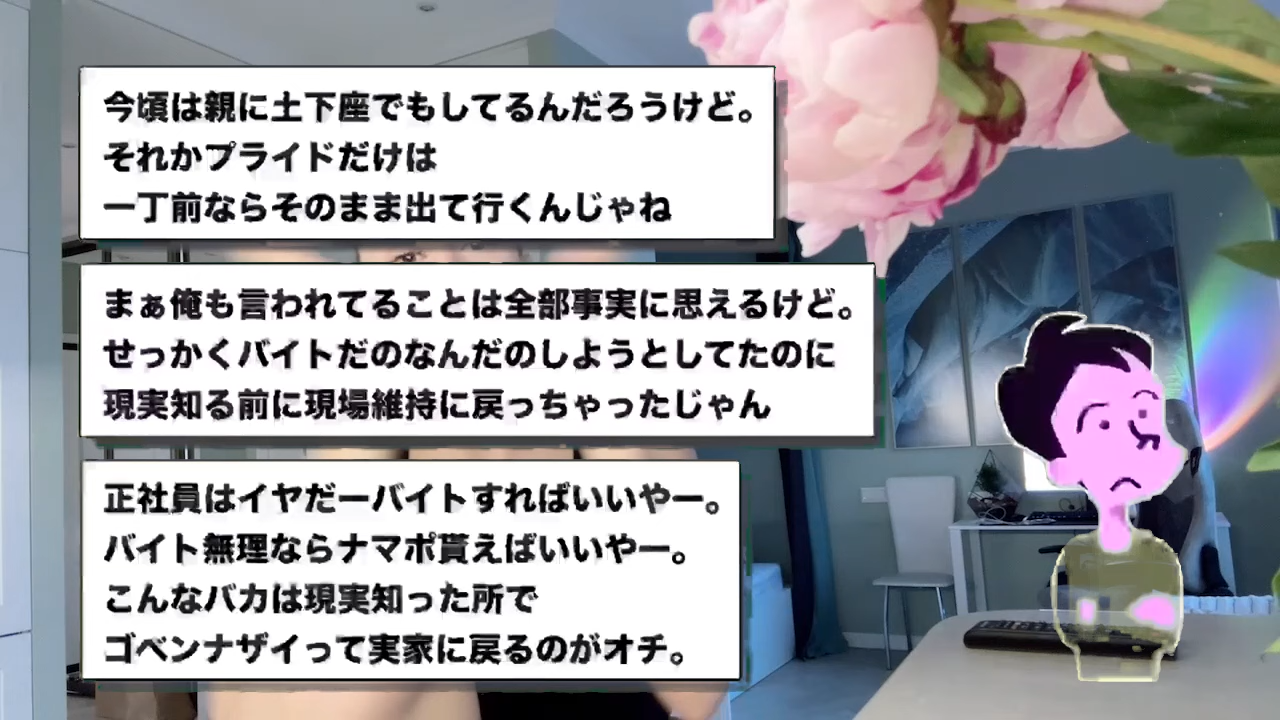 今頃は親に土下座でもしてるんだろうけど。
それかプライドだけは
一丁前ならそのまま出て行くんじゃね
まぁ俺も言われてることは全部事実に思えるけど。
せっかくバイトだのなんだのしようとしてたのに
現実知る前に現場維持に戻っちゃったじゃん
正社員はイヤだーバイトすればいいやー。
バイト無理ならナマポ貰えばいいやー。
こんなバカは現実知った所で
ゴベンナザイって実家に戻るのがオチ。